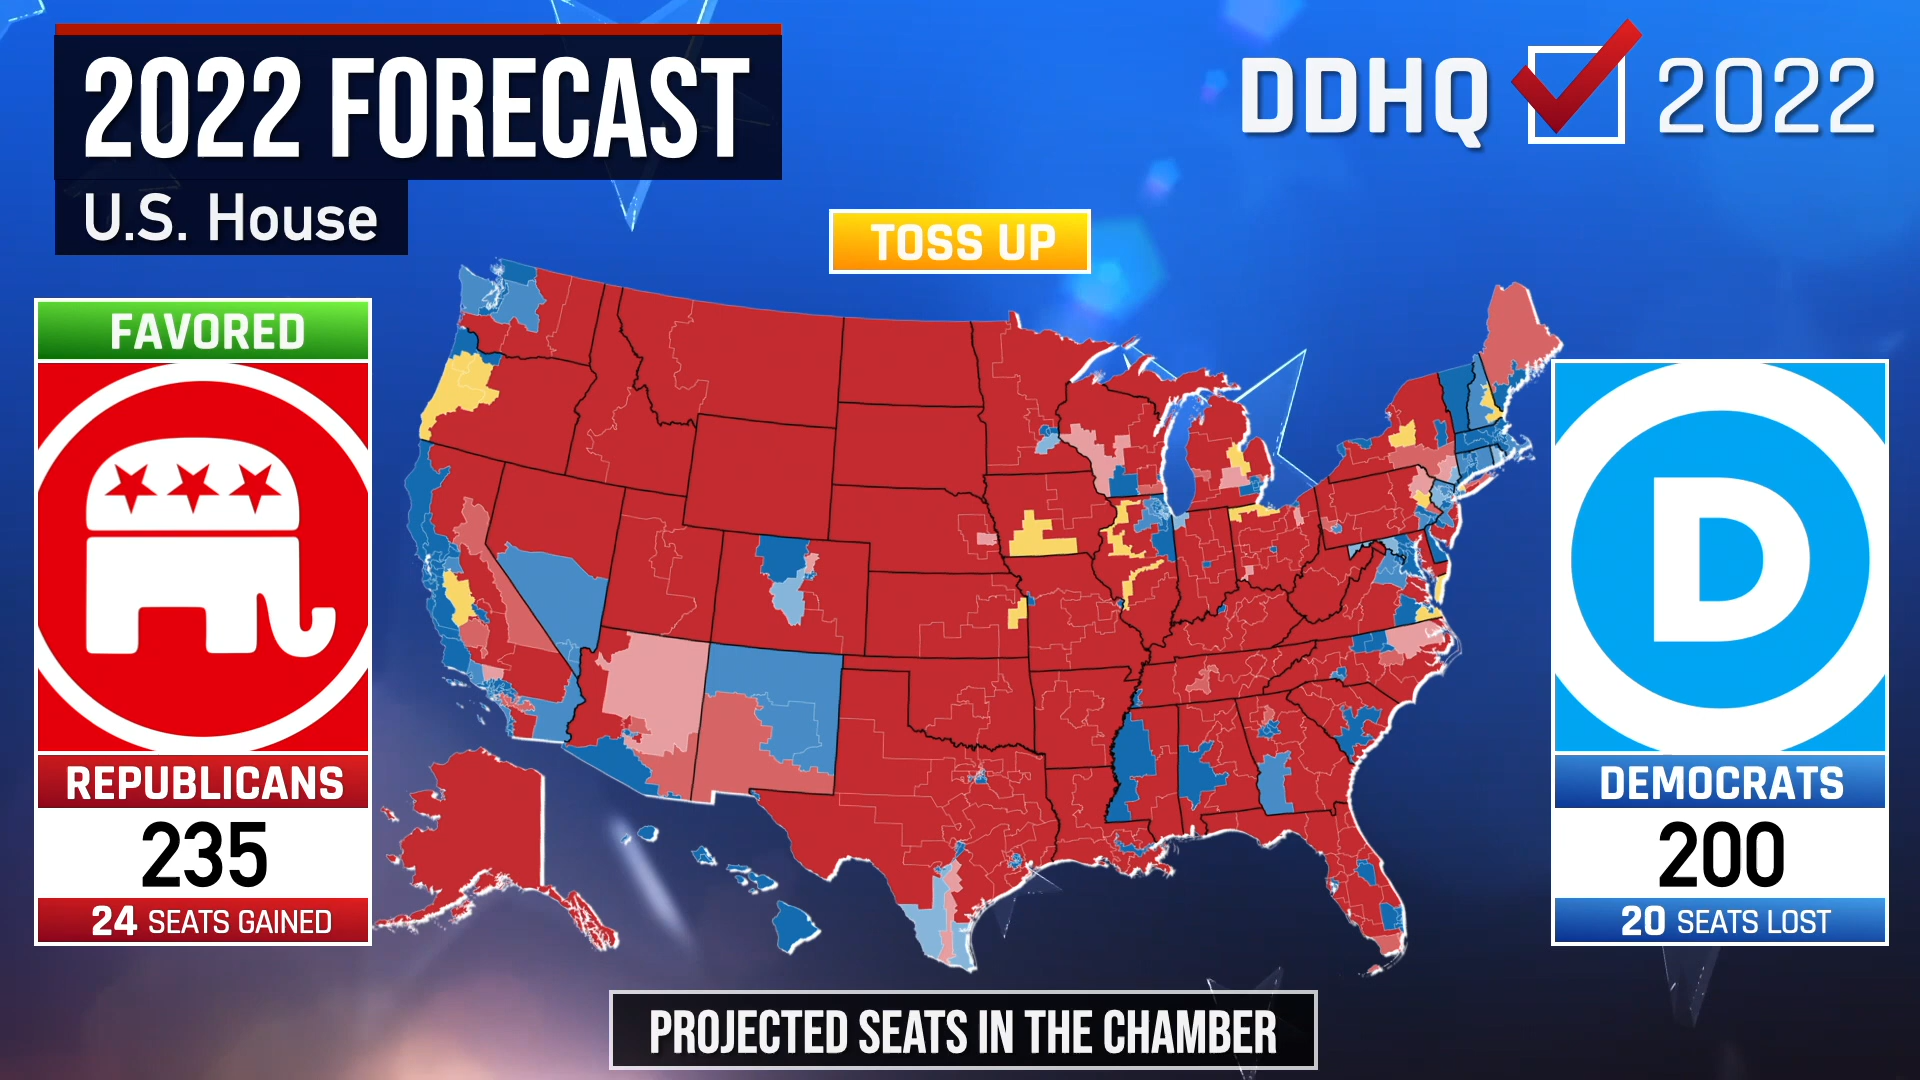 2022 FORECAST
U.S. House
DDHQ 2022
TOSS UP
FAVORED
REPUBLICANS
235
24 SEATS GAINED
D
DEMOCRATS
200
20 SEATS LOST
PROJECTED SEATS IN THE CHAMBER